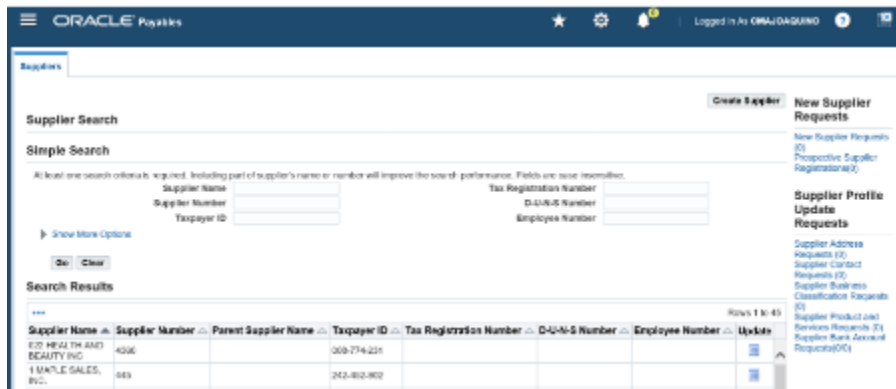 ORACLE Payables
Logged In As OMAJOAQUINO
Suppliers
Create Supplier
Supplier Search
Simple Search
At least one search criteria is required. Including part of supplier's name or number will improve the search performance. Fields are case insensitive.
Supplier Name
Tax Registration Number
Supplier Number
D-U-N-S Number
Taxpayer ID
Employee Number
Show More Options
Go Clear
Search Results
Rows 1 to 45
Supplier Name Supplier Number Parent Supplier Name Taxpayer ID Tax Registration Number D-U-N-S Number Employee Number Update
HEALTH AND
BEAUTY INC
1 MAPLE SALES,
INC.
New Supplier
Requests
New Supplier Requests
(0)
Prospective Supplier
Registrations(0)
Supplier Profile
Update
Requests
Supplier Address
Requests (0)
Supplier Contact
Requests (0)
Supplier Business
Classification Requests
(0)
Supplier Product and
Services Requests (0)
Supplier Bank Account
Requests(0/0)